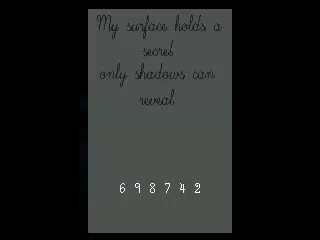 My surface holds a
secret
only shadows can
reveal
6 9 8 7 4 2